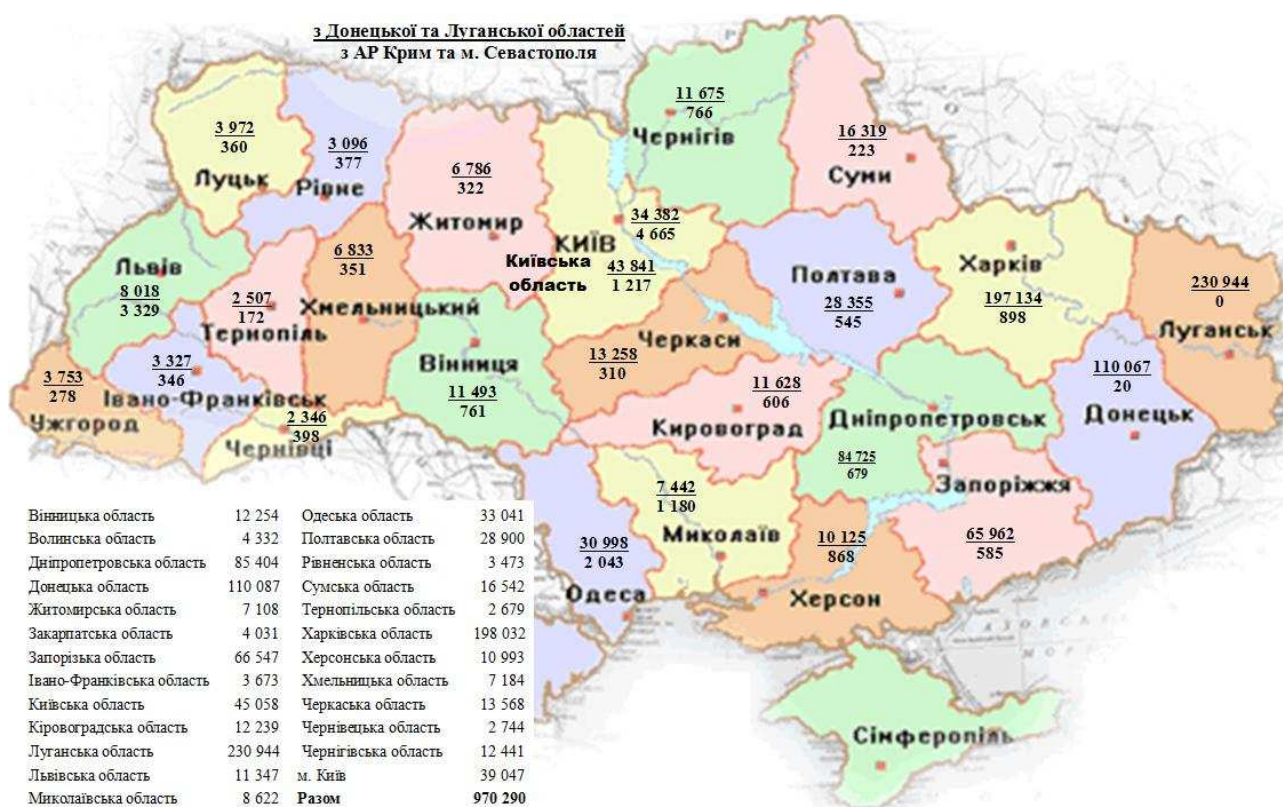 з Донецької та Луганської областей
з АР Крим та м. Севастополя
11 675
766
Чернігів
16 319
223
Суми
3 972
360
Луцьк
3 096
377
Рівне
6 786
322
Житомир
34 382
4 665
КИЇВ
Київська
область
43 841
1 217
Львів
8 018
3 329
2 507
172
Тернопіль
6 833
351
Хмельницький
Полтава
28 355
545
Харків
197 134
898
230 944
0
Луганськ
Вінниця
11 493
761
Черкаси
13 258
310
3 327
346
Івано-Франківськ
3 753
278
Ужгород
2 346
398
Чернівці
11 628
606
Кировоград
Дніпропетровськ
84 725
679
110 067
20
Донецьк
Запоріжжя
65 962
585
7 442
1 180
Миколаїв
30 998
2 043
Одеса
10 125
868
Херсон
Сімферополь
АЗОВСЬКЕ
МОРЕ
Вінницька область 12 254 Одеська область 33 041
Волинська область 4 332 Полтавська область 28 900
Дніпропетровська область 85 404 Рівненська область 3 473
Донецька область 110 087 Сумська область 16 542
Житомирська область 7 108 Тернопільська область 2 679
Закарпатська область 4 031 Харківська область 198 032
Запорізька область 66 547 Херсонська область 10 993
Івано-Франківська область 3 673 Хмельницька область 7 184
Київська область 45 058 Черкаська область 13 568
Кіровоградська область 12 239 Чернівецька область 2 744
Луганська область 230 944 Чернігівська область 12 441
Львівська область 11 347 м. Київ 39 047
Миколаївська область 8 622 Разом 970 290